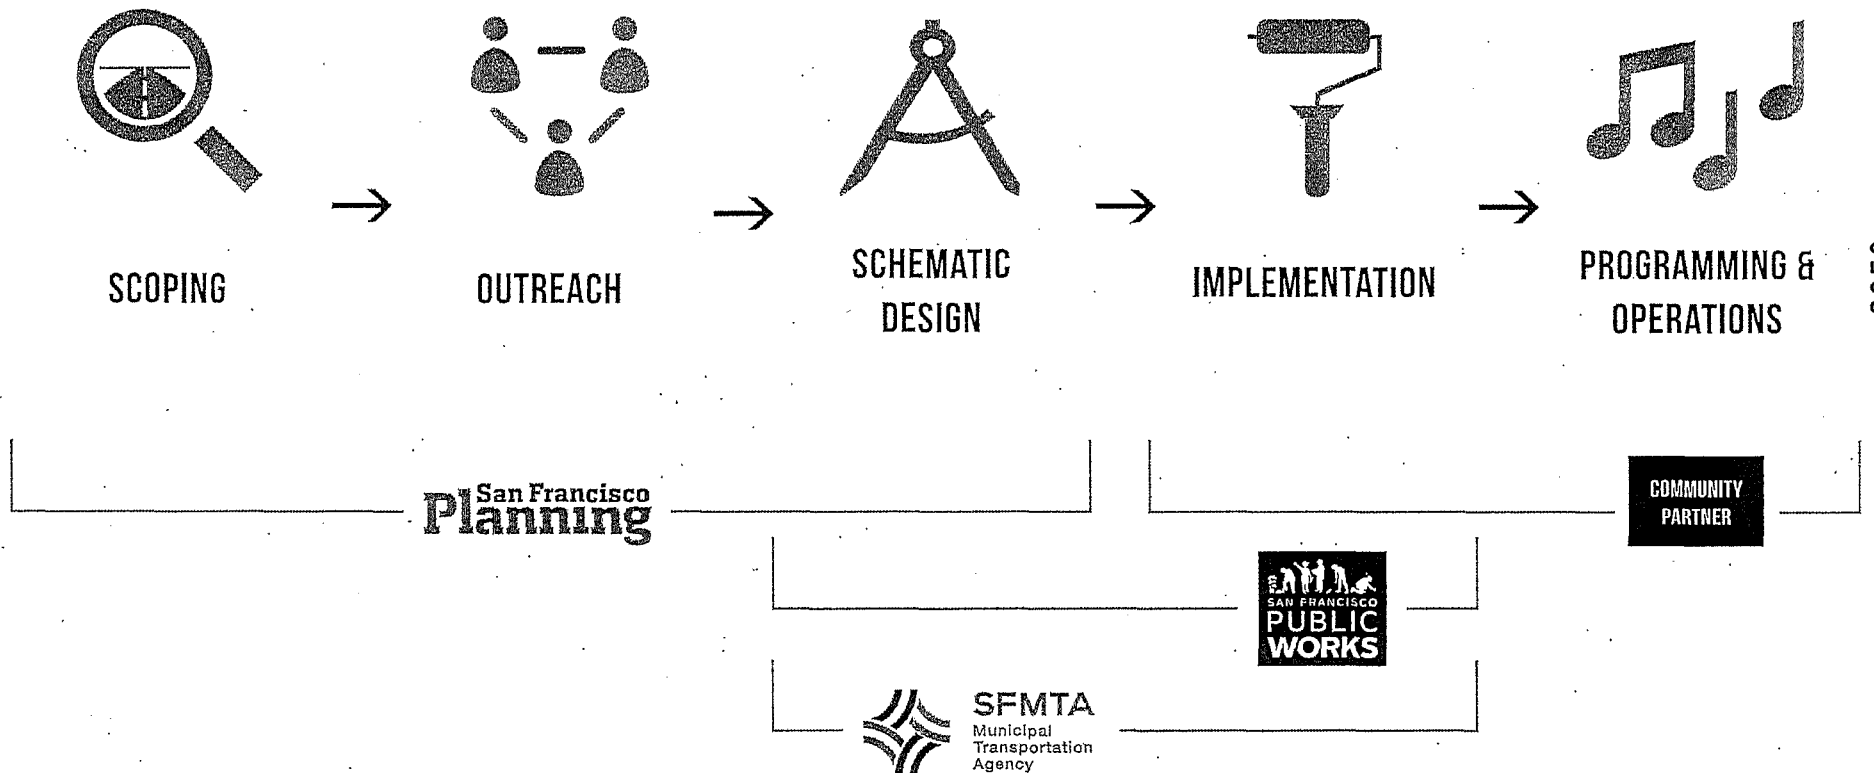 SCOPING
OUTREACH
SCHEMATIC
DESIGN
IMPLEMENTATION
PROGRAMMING &
OPERATIONS
San Francisco
Planning
COMMUNITY
PARTNER
SAN FRANCISCO
PUBLIC
WORKS
SFMTA
Municipal
Transportation
Agency